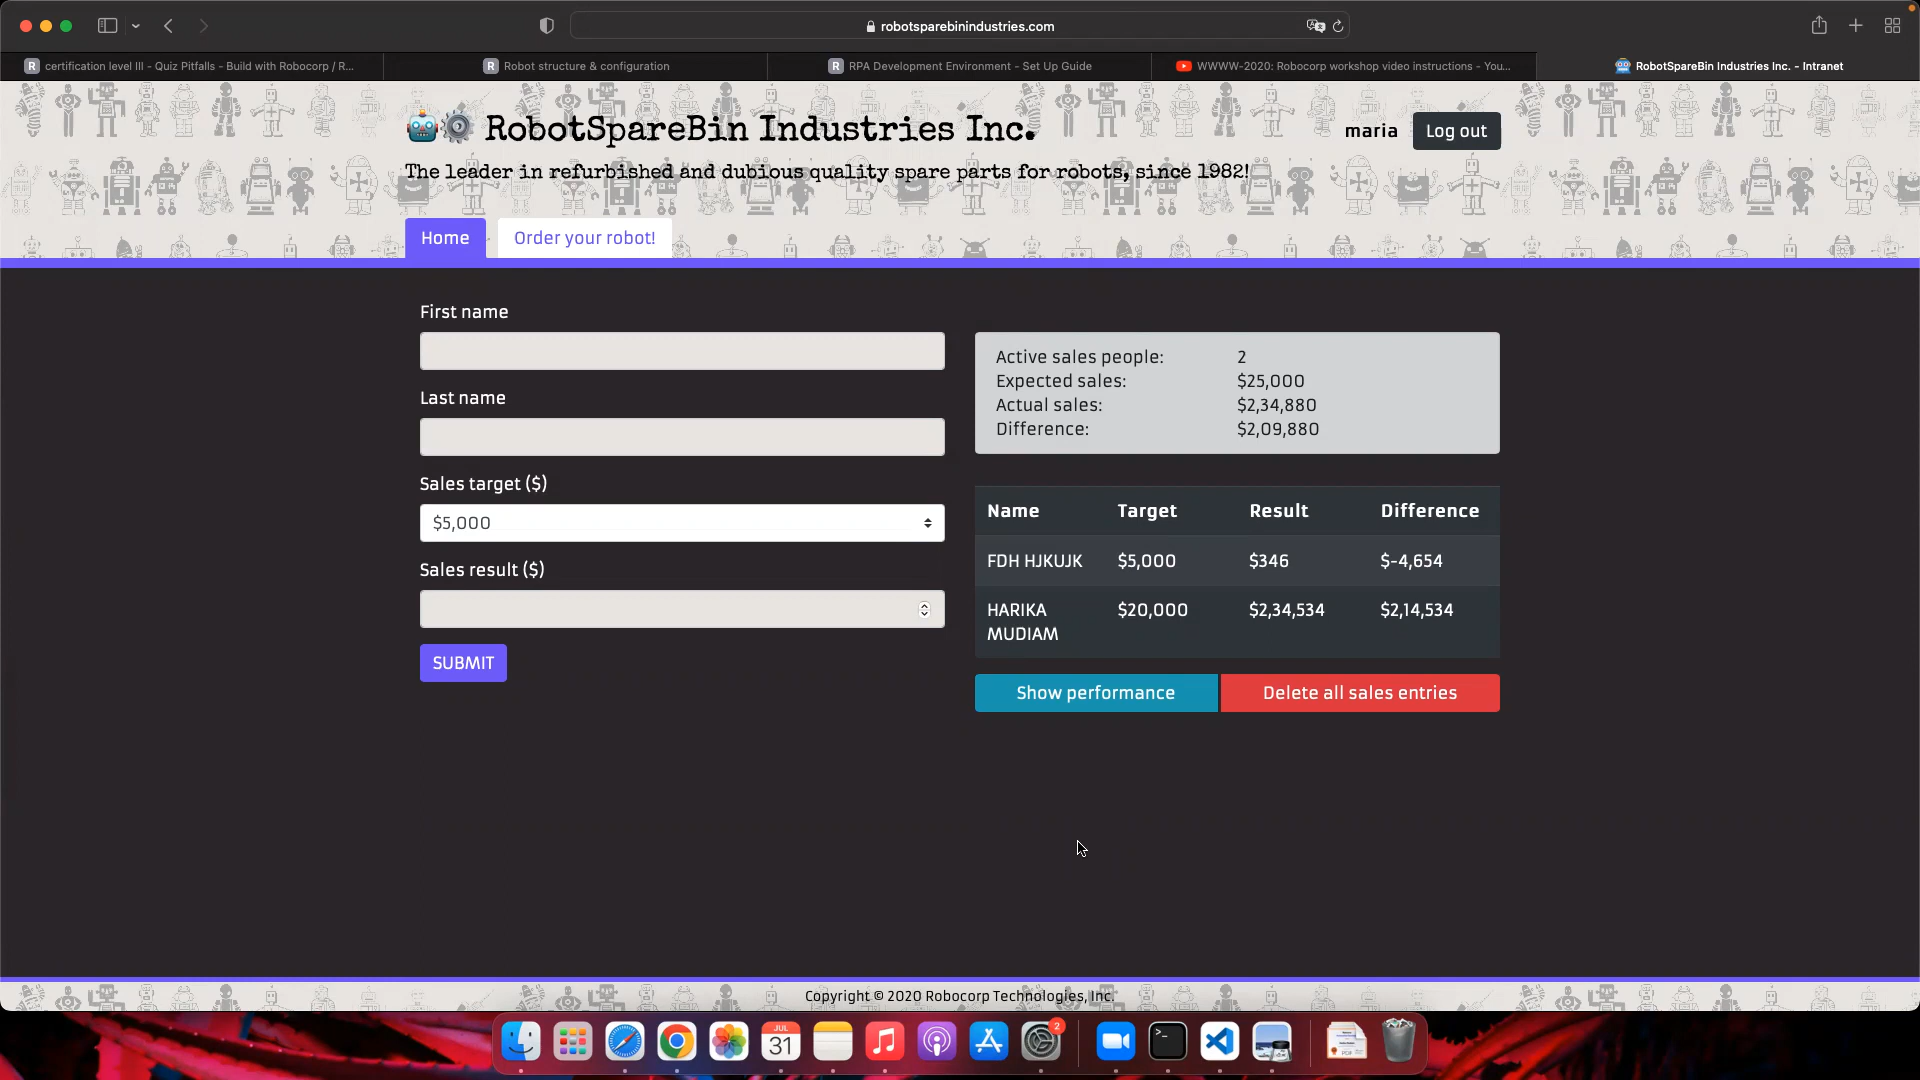 robotsparebinindustries.com
certification level III - Quiz Pitfalls - Build with Robocorp / R...
Robot structure & configuration
RPA Development Environment - Set Up Guide
WWWW-2020: Robocorp workshop video instructions - You...
RobotSpareBin Industries Inc. - Intranet
RobotSpareBin Industries Inc.
maria
Log out
The leader in refurbished and dubious quality spare parts for robots, since 1982!
Home
Order your robot!
First name
Last name
Sales target ($)
$5,000
Sales result ($)
SUBMIT
Active sales people: 2
Expected sales: $25,000
Actual sales: $2,34,880
Difference: $2,09,880
Name Target Result Difference
FDH HJKUJK $5,000 $346 $-4,654
HARIKA MUDIAM $20,000 $2,34,534 $2,14,534
Show performance
Delete all sales entries
Copyright © 2020 Robocorp Technologies, Inc.
JUL
31
2
PDF